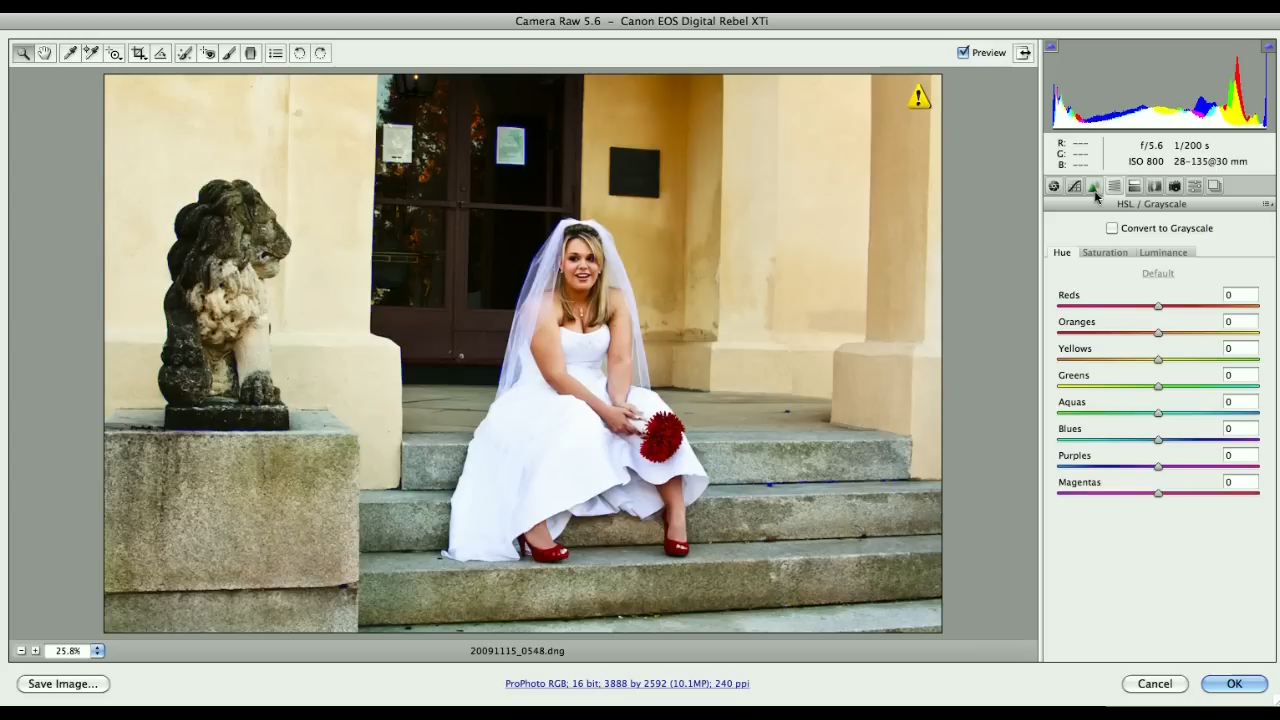 Camera Raw 5.6 – Canon EOS Digital Rebel XTi
Preview
R: ---
G: ---
B: ---
f/5.6 1/200 s
ISO 800 28-135@30 mm
HSL / Grayscale
Convert to Grayscale
Hue Saturation Luminance
Default
Reds 0
Oranges 0
Yellows 0
Greens 0
Aquas 0
Blues 0
Purples 0
Magentas 0
25.8%
20091115_0548.dng
Save Image...
ProPhoto RGB; 16 bit; 3888 by 2592 (10.1MP); 240 ppi
Cancel
OK